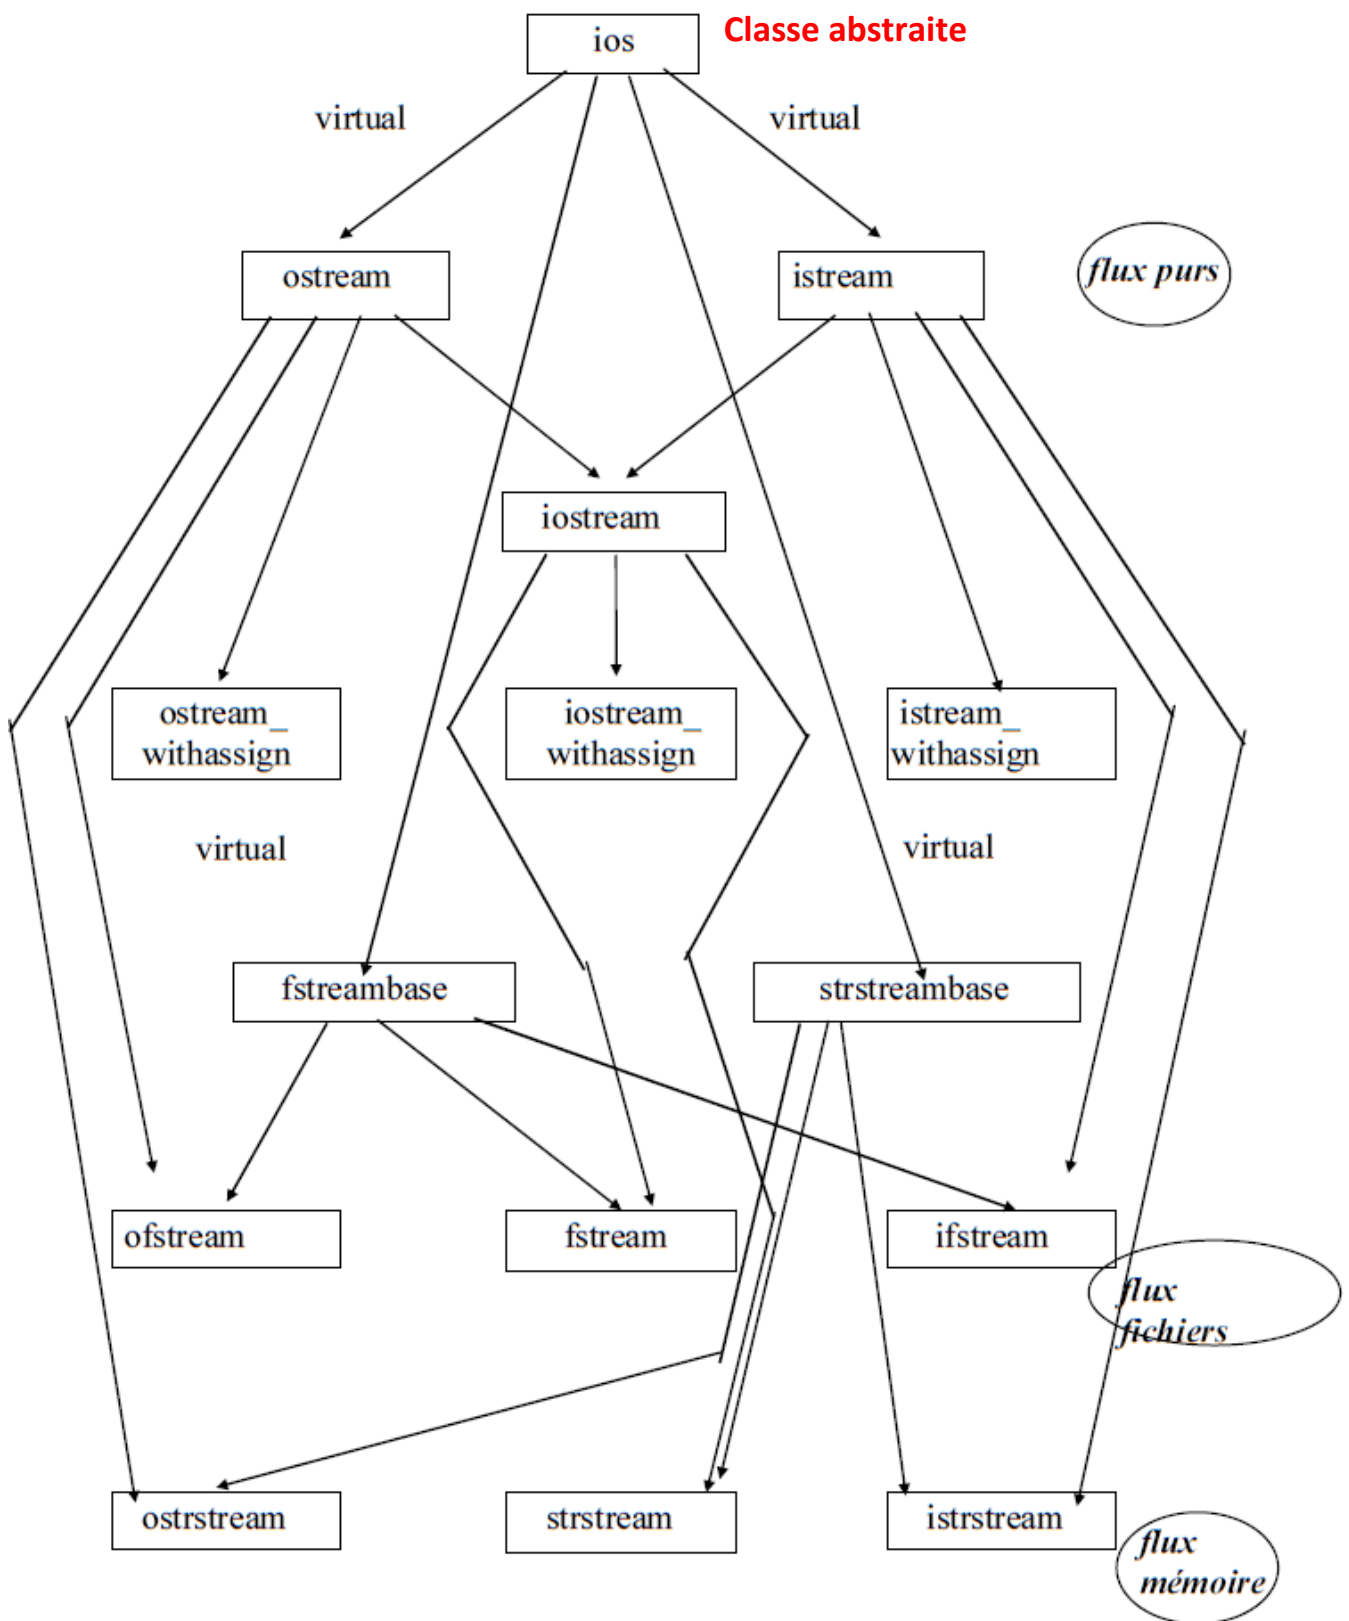 ios
Classe abstraite
virtual
virtual
ostream
istream
flux purs
iostream
ostream_
withassign
iostream_
withassign
istream_
withassign
virtual
virtual
fstreambase
strstreambase
ofstream
fstream
ifstream
flux
fichiers
ostrstream
strstream
istrstream
flux
mémoire